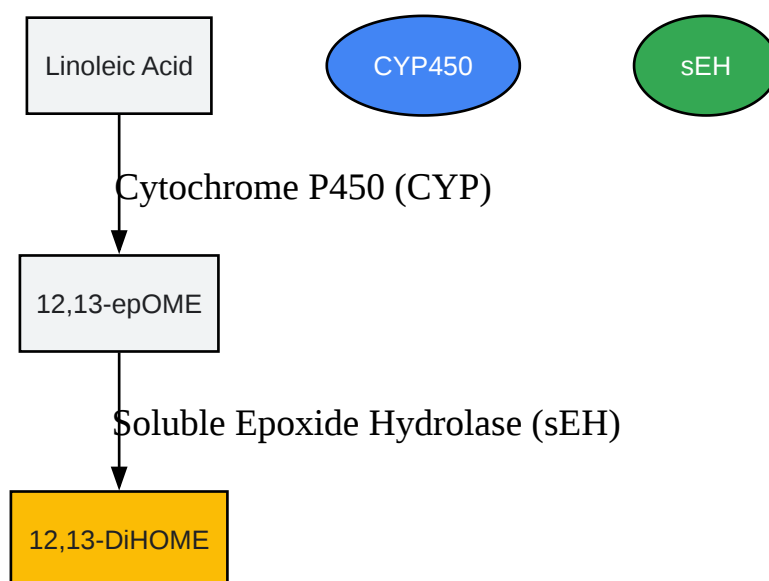 Linoleic Acid
CYP450
sEH
Cytochrome P450 (CYP)
12,13-epOME
Soluble Epoxide Hydrolase (sEH)
12,13-DiHOME